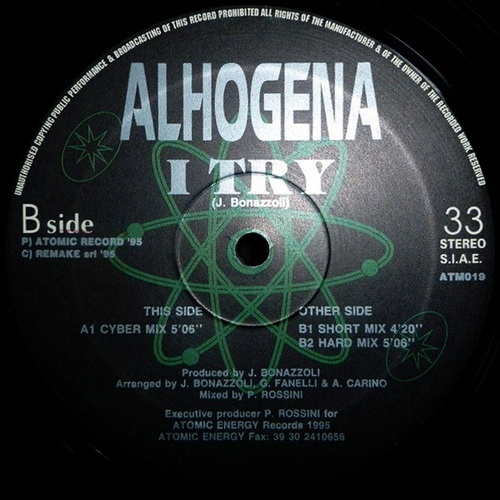 UNAUTHORISED COPYING PUBLIC PERFORMANCE & BROADCASTING OF THIS RECORD PROHIBITED ALL RIGHTS OF THE MANUFACTURER & OF THE OWNER OF THE RECORDED WORK RESERVED
ALHOGENA
I TRY
(J. Bonazzoli)
B side
P) ATOMIC RECORD '95
C) REMAKE srl '95
33
STEREO
S.I.A.E.
ATM019
THIS SIDE
A1 CYBER MIX 5'06"
OTHER SIDE
B1 SHORT MIX 4'20"
B2 HARD MIX 5'06"
Produced by J. BONAZZOLI
Arranged by J. BONAZZOLI, G. FANELLI & A. CARINO
Mixed by P. ROSSINI
Executive producer P. ROSSINI for
ATOMIC ENERGY Records 1995
ATOMIC ENERGY Fax: 39 30 2410656